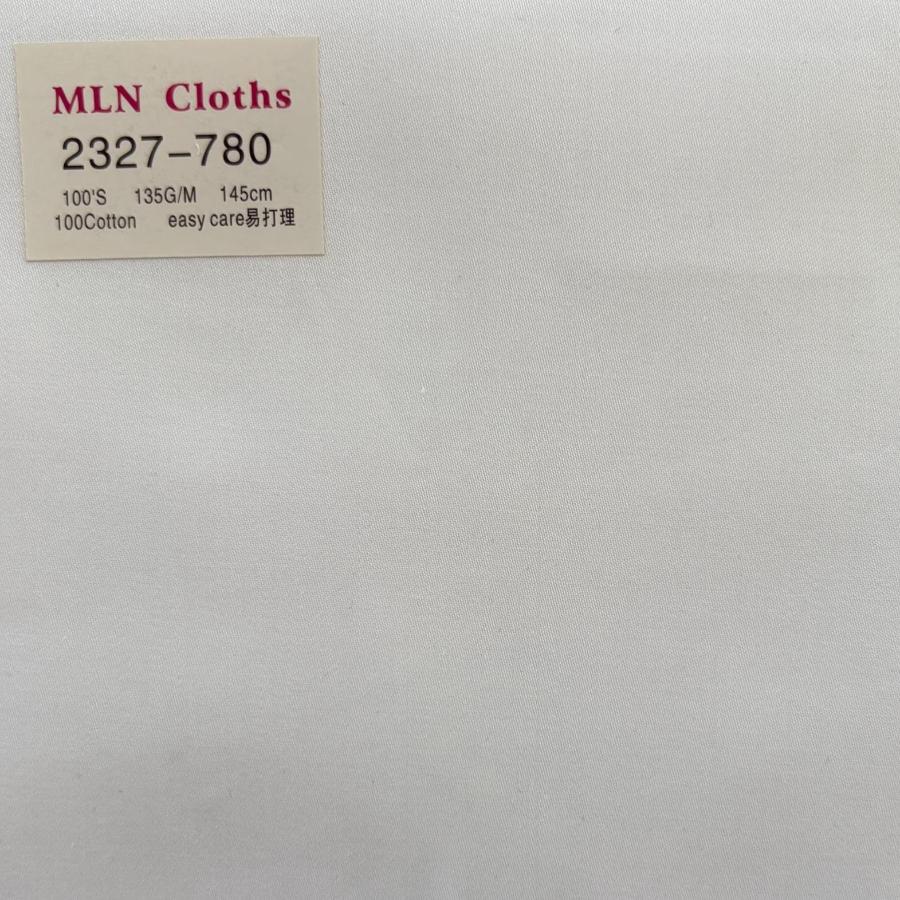 MLN Cloths
2327-780
100'S 135G/M 145cm
100Cotton easy care易打理